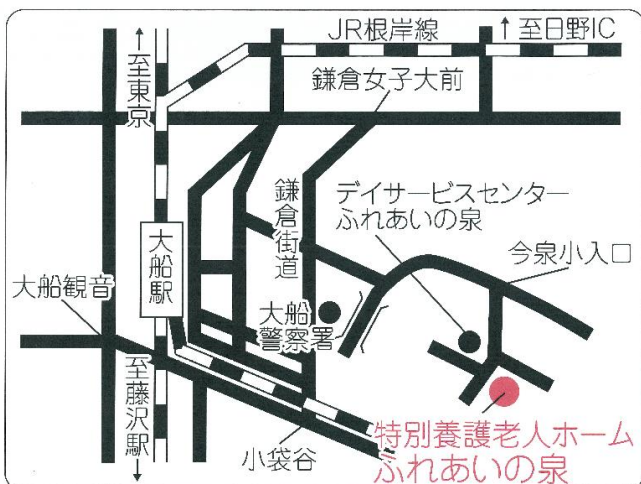 JR根岸線
↑至日野IC
↑至東京
鎌倉女子大前
鎌倉街道
デイサービスセンター
ふれあいの泉
今泉小入口
大船駅
大船観音
大船
警察署
至藤沢駅↓
小袋谷
特別養護老人ホーム
ふれあいの泉